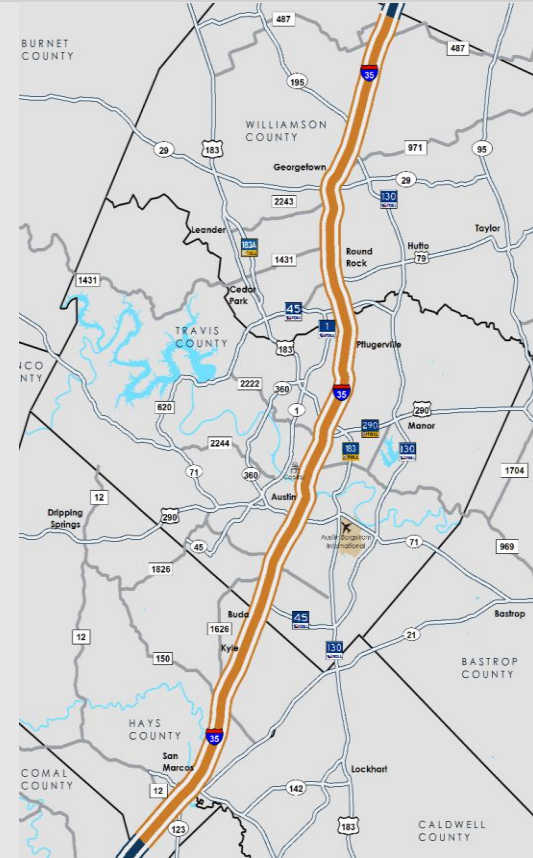 487
BURNET
COUNTY
487
35
195
WILLIAMSON
COUNTY
29
183
971
95
Georgetown
29
130
2243
Leander
183A
Hutto
Taylor
Round
Rock
79
1431
1431
Cedar
Park
45
1
TRAVIS
COUNTY
183
Pflugerville
NCO
NTY
2222
360
35
620
1
290
290
Manor
2244
183
130
71
360
Capitol
1704
12
Austin
Dripping
Springs
290
Austin Bergstrom
International
45
71
969
1826
Buda
45
Bastrop
1626
21
12
Kyle
130
150
BASTROP
COUNTY
HAYS
COUNTY
35
San
Marcos
Lockhart
COMAL
COUNTY
12
142
123
183
CALDWELL
COUNTY